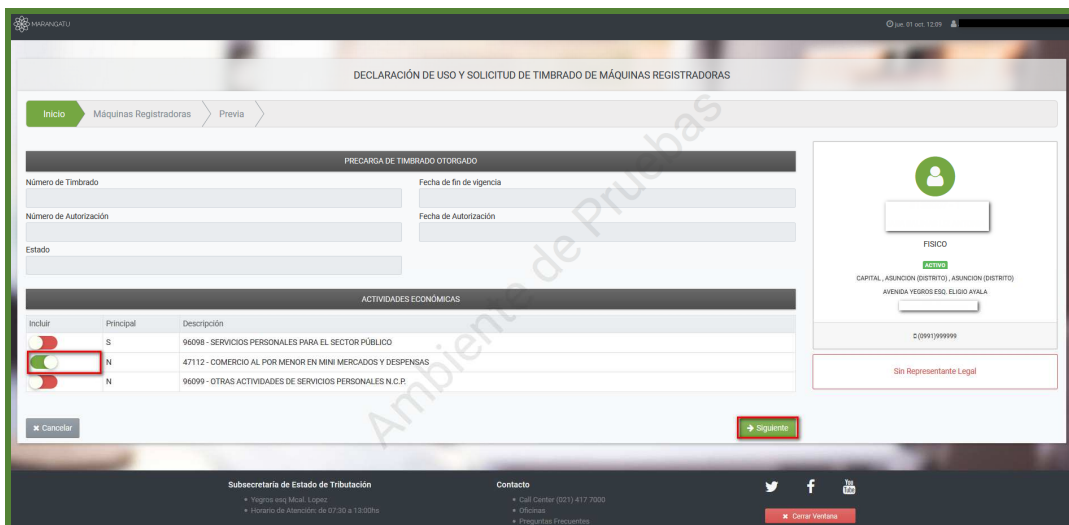 MARANGATU
jue. 01 oct. 12:09
DECLARACIÓN DE USO Y SOLICITUD DE TIMBRADO DE MÁQUINAS REGISTRADORAS
Inicio
Máquinas Registradoras
Previa
PRECARGA DE TIMBRADO OTORGADO
Número de Timbrado
Fecha de fin de vigencia
Número de Autorización
Fecha de Autorización
Estado
ACTIVIDADES ECONÓMICAS
Incluir Principal Descripción
S 96098 - SERVICIOS PERSONALES PARA EL SECTOR PÚBLICO
N 47112 - COMERCIO AL POR MENOR EN MINI MERCADOS Y DESPENSAS
N 96099 - OTRAS ACTIVIDADES DE SERVICIOS PERSONALES N.C.P.
Cancelar
Siguiente
FISICO
ACTIVO
CAPITAL , ASUNCION (DISTRITO) , ASUNCION (DISTRITO)
AVENIDA YEGROS ESQ. ELIGIO AYALA
(0991)999999
Sin Representante Legal
Ambiente de Pruebas
Subsecretaría de Estado de Tributación
Yegros esq Mcal. Lopez
Horario de Atención: de 07:30 a 13:00hs
Contacto
Call Center (021) 417 7000
Oficinas
Preguntas Frecuentes
You Tube
Cerrar Ventana